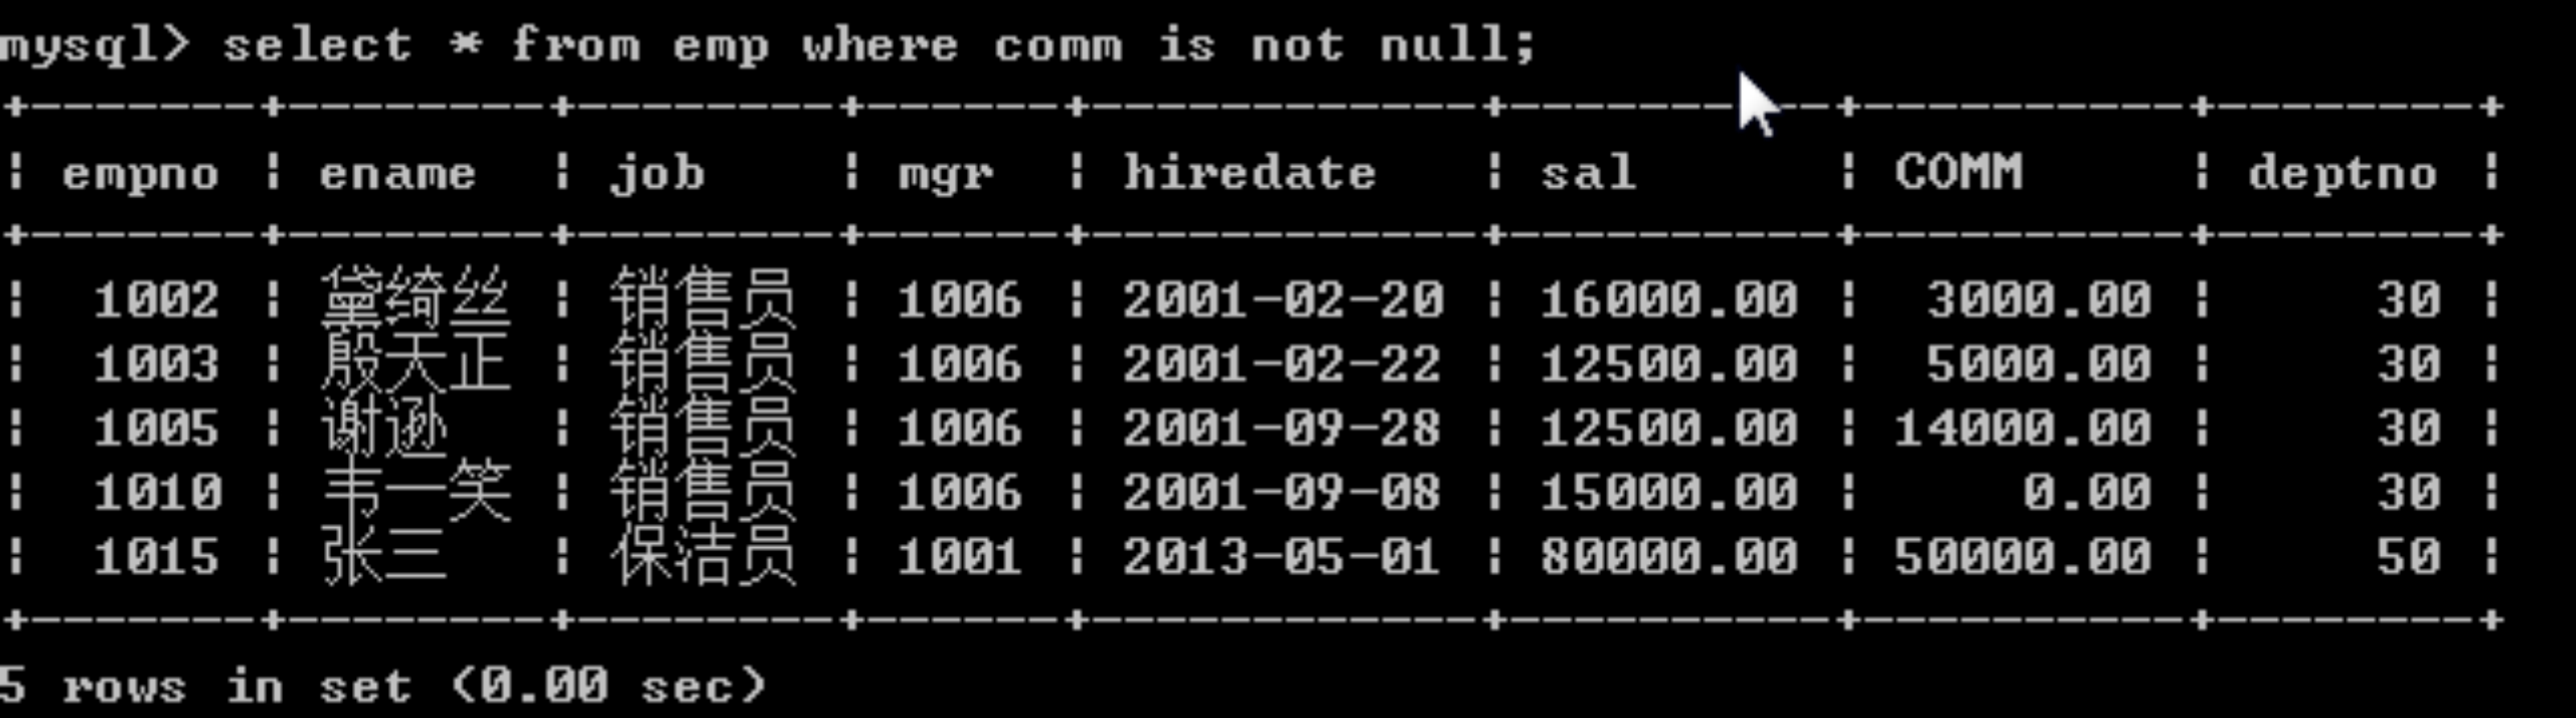 mysql> select * from emp where comm is not null;
+-------+--------+--------+------+------------+----------+----------+--------+
| empno | ename  | job    | mgr  | hiredate   | sal      | COMM     | deptno |
+-------+--------+--------+------+------------+----------+----------+--------+
|  1002 | 黛绮丝 | 销售员 | 1006 | 2001-02-20 | 16000.00 |  3000.00 |     30 |
|  1003 | 殷天正 | 销售员 | 1006 | 2001-02-22 | 12500.00 |  5000.00 |     30 |
|  1005 | 谢逊   | 销售员 | 1006 | 2001-09-28 | 12500.00 | 14000.00 |     30 |
|  1010 | 韦一笑 | 销售员 | 1006 | 2001-09-08 | 15000.00 |     0.00 |     30 |
|  1015 | 张三   | 保洁员 | 1001 | 2013-05-01 | 80000.00 | 50000.00 |     50 |
+-------+--------+--------+------+------------+----------+----------+--------+
5 rows in set (0.00 sec)